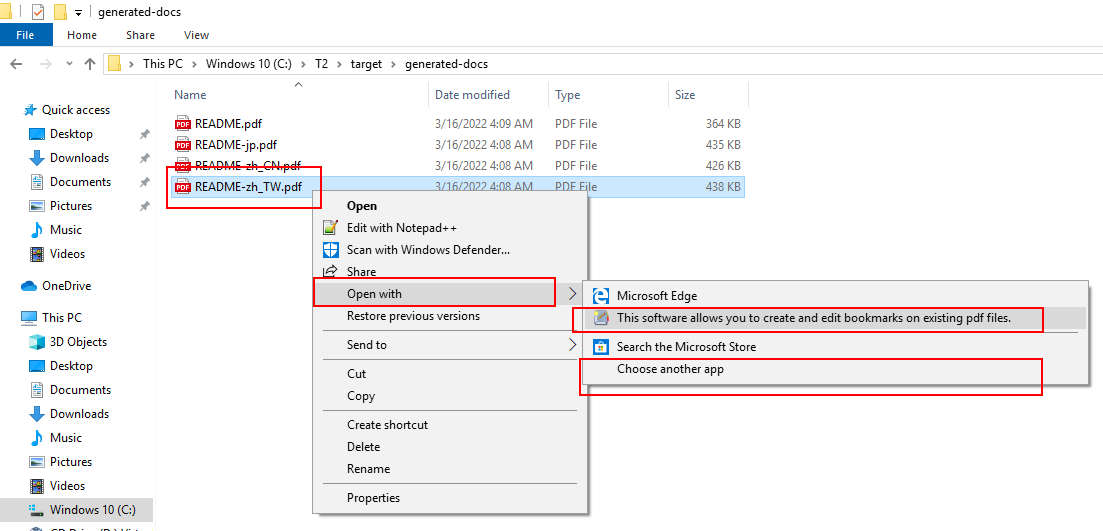 generated-docs
File Home Share View
This PC Windows 10 (C:) T2 target generated-docs
Name Date modified Type Size
Quick access
Desktop
Downloads
Documents
Pictures
Music
Videos
OneDrive
This PC
3D Objects
Desktop
Documents
Downloads
Music
Pictures
Videos
Windows 10 (C:)
PDF README.pdf 3/16/2022 4:09 AM PDF File 364 KB
PDF README-jp.pdf 3/16/2022 4:08 AM PDF File 435 KB
PDF README-zh_CN.pdf 3/16/2022 4:08 AM PDF File 426 KB
PDF README-zh_TW.pdf 3/16/2022 4:08 AM PDF File 438 KB
Open
Edit with Notepad++
Scan with Windows Defender...
Share
Open with
Restore previous versions
Send to
Cut
Copy
Create shortcut
Delete
Rename
Properties
Microsoft Edge
This software allows you to create and edit bookmarks on existing pdf files.
Search the Microsoft Store
Choose another app